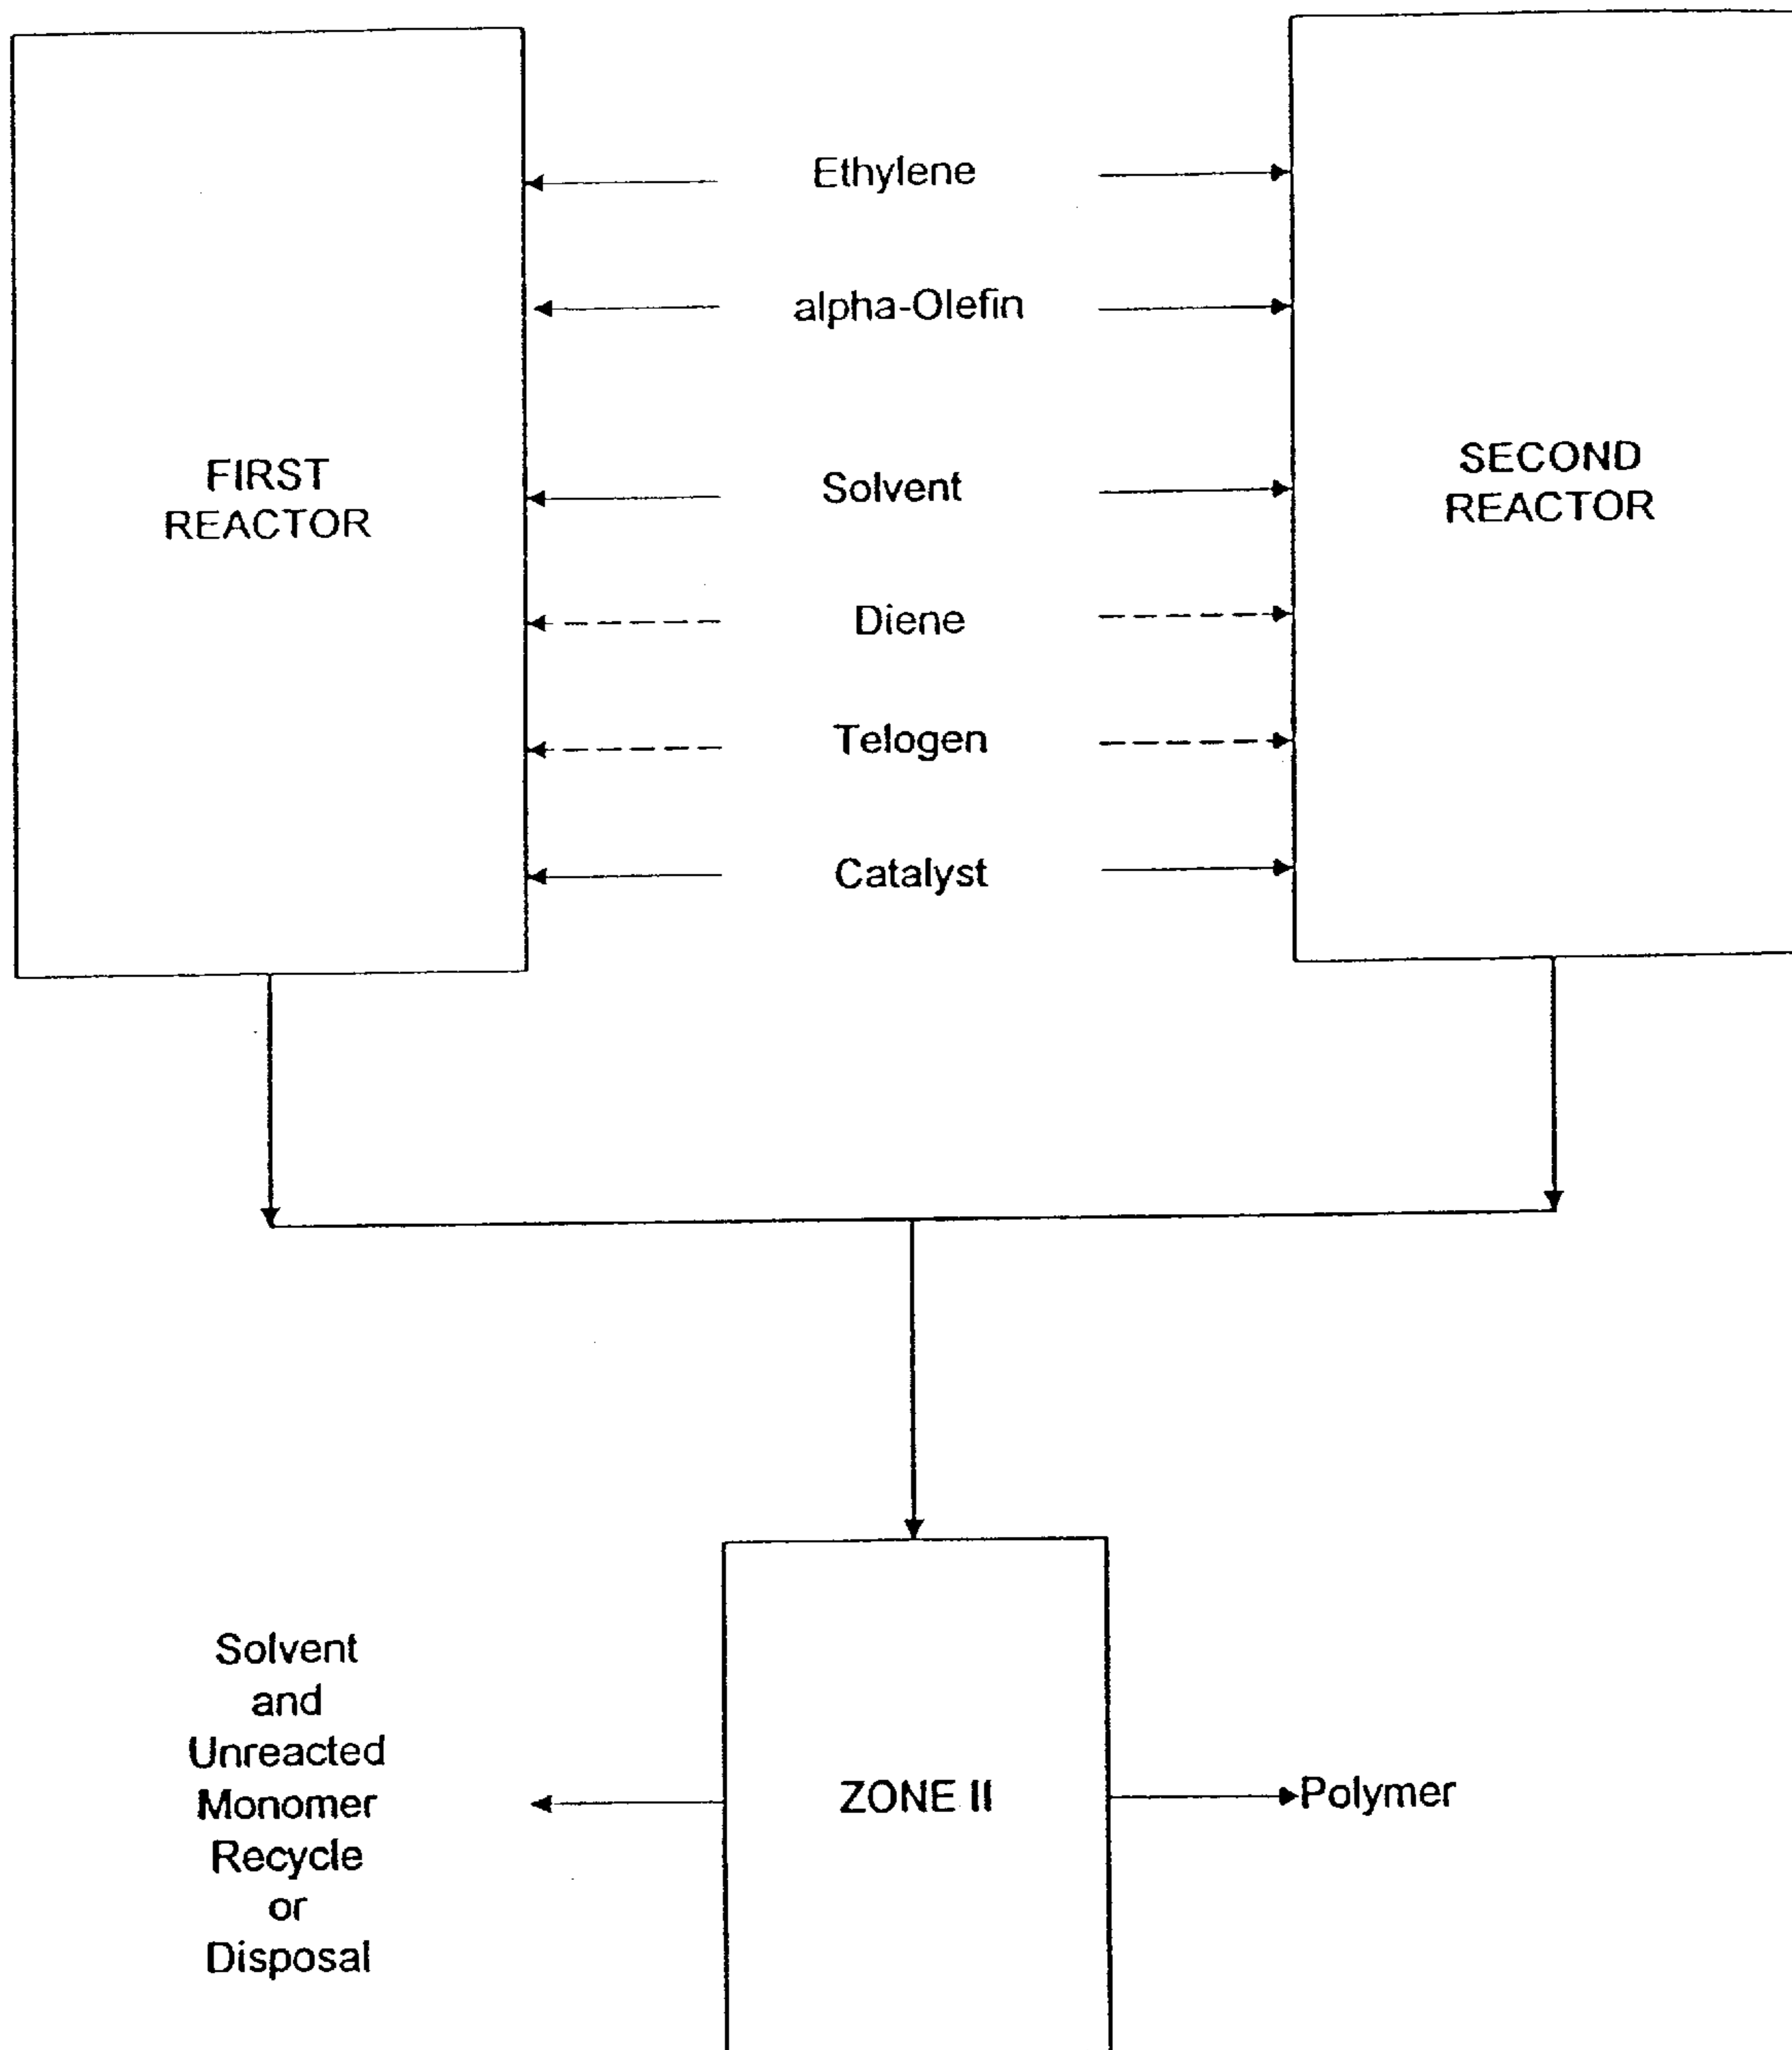 Ethylene
alpha-Olefin
FIRST
REACTOR
Solvent
SECOND
REACTOR
Diene
Telogen
Catalyst
Solvent
and
Unreacted
Monomer
Recycle
or
Disposal
ZONE II
Polymer